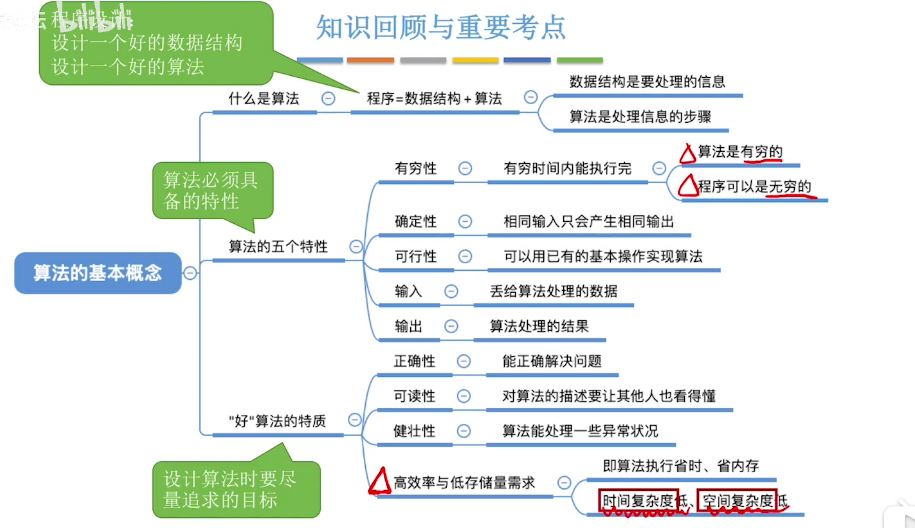 知识回顾与重要考点
bilibili
程序设计:
设计一个好的数据结构
设计一个好的算法
什么是算法
程序=数据结构+算法
数据结构是要处理的信息
算法是处理信息的步骤
算法必须具
备的特性
算法的基本概念
算法的五个特性
有穷性
有穷时间内能执行完
算法是有穷的
程序可以是无穷的
确定性
相同输入只会产生相同输出
可行性
可以用已有的基本操作实现算法
输入
丢给算法处理的数据
输出
算法处理的结果
"好"算法的特质
正确性
能正确解决问题
可读性
对算法的描述要让其他人也看得懂
健壮性
算法能处理一些异常状况
高效率与低存储量需求
即算法执行省时、省内存
时间复杂度低、空间复杂度低
设计算法时要尽
量追求的目标